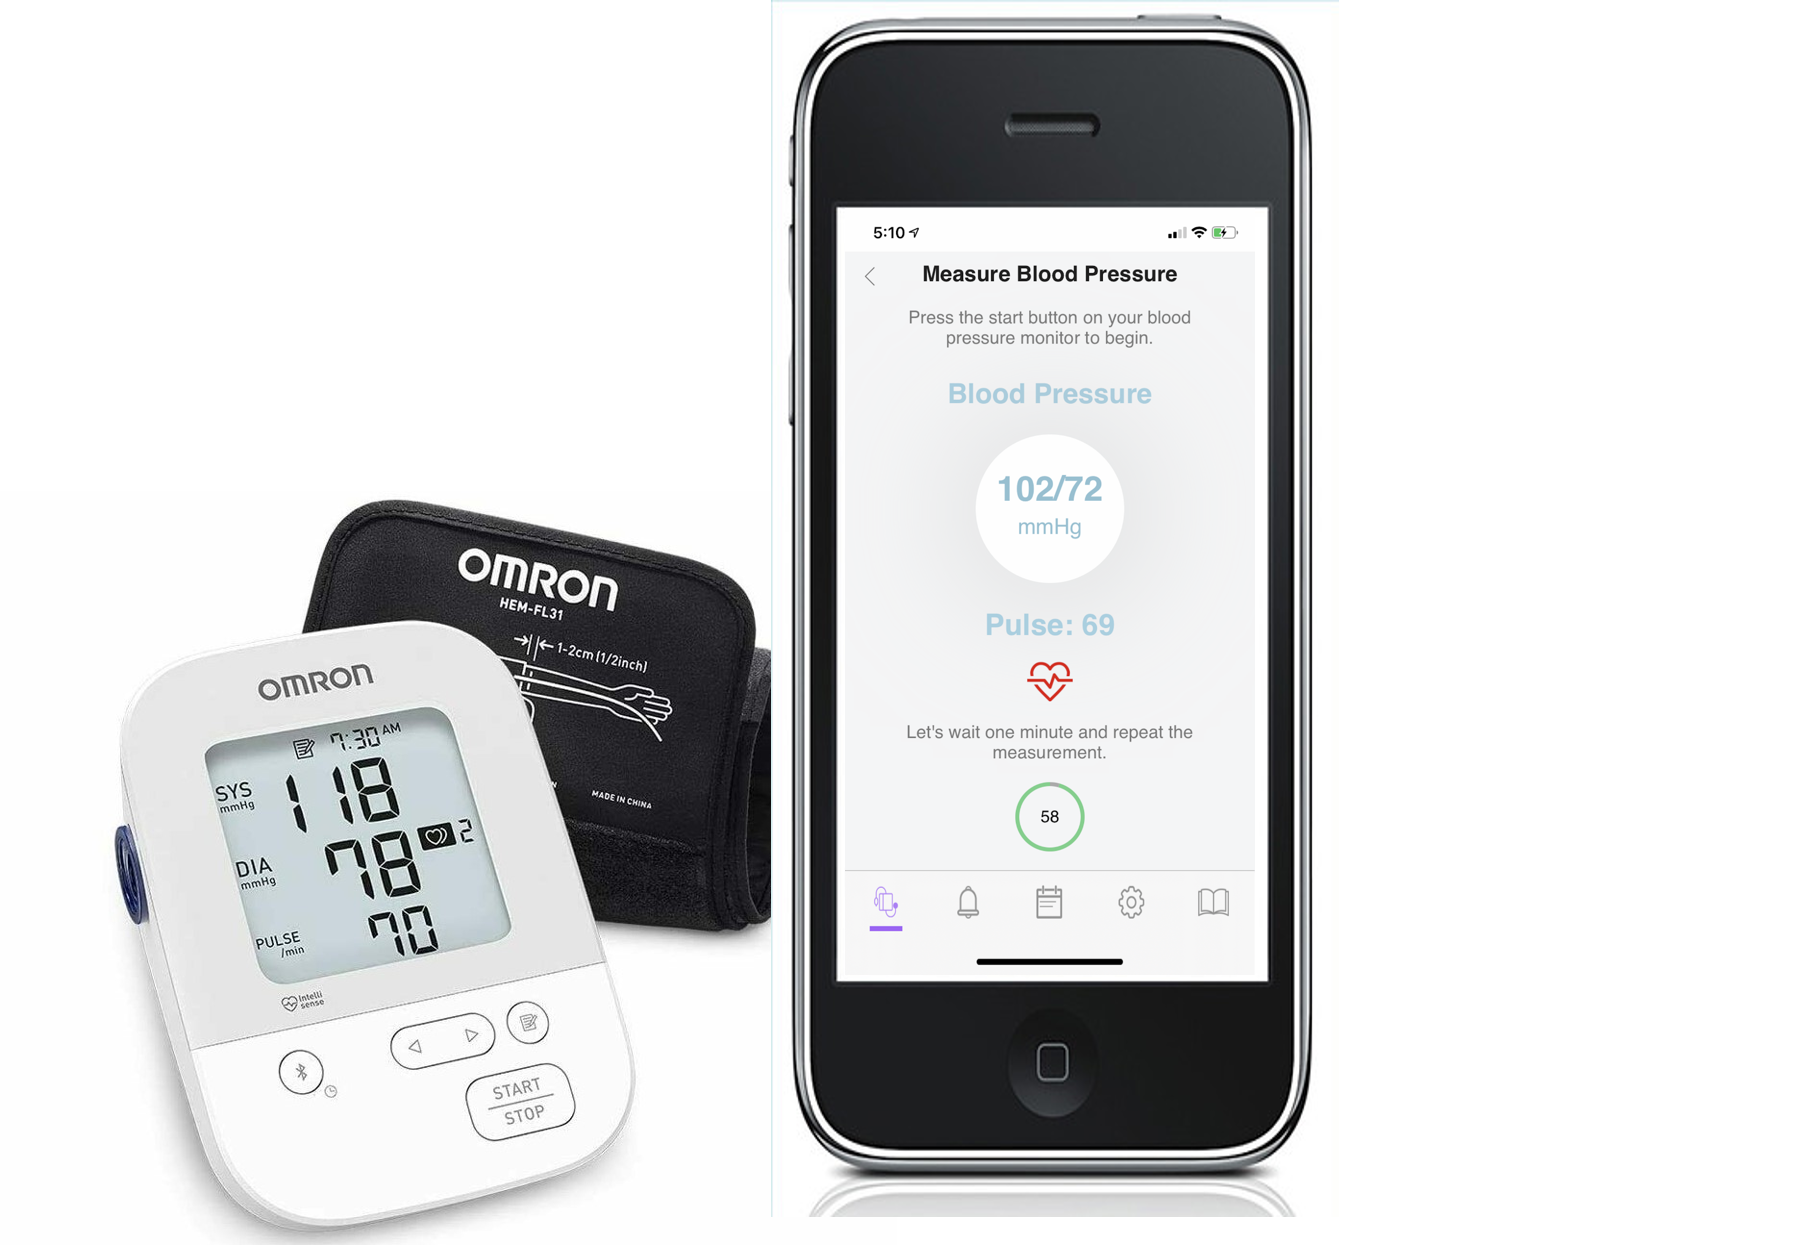 OMRON
HEM-FL31
1-2cm (1/2inch)
MADE IN CHINA
OMRON
7:30 AM
SYS
mmHg
118
DIA
mmHg
78
2
PULSE
/min
70
Intelli
sense
START
STOP
5:10
Measure Blood Pressure
Press the start button on your blood
pressure monitor to begin.
Blood Pressure
102/72
mmHg
Pulse: 69
Let's wait one minute and repeat the
measurement.
58